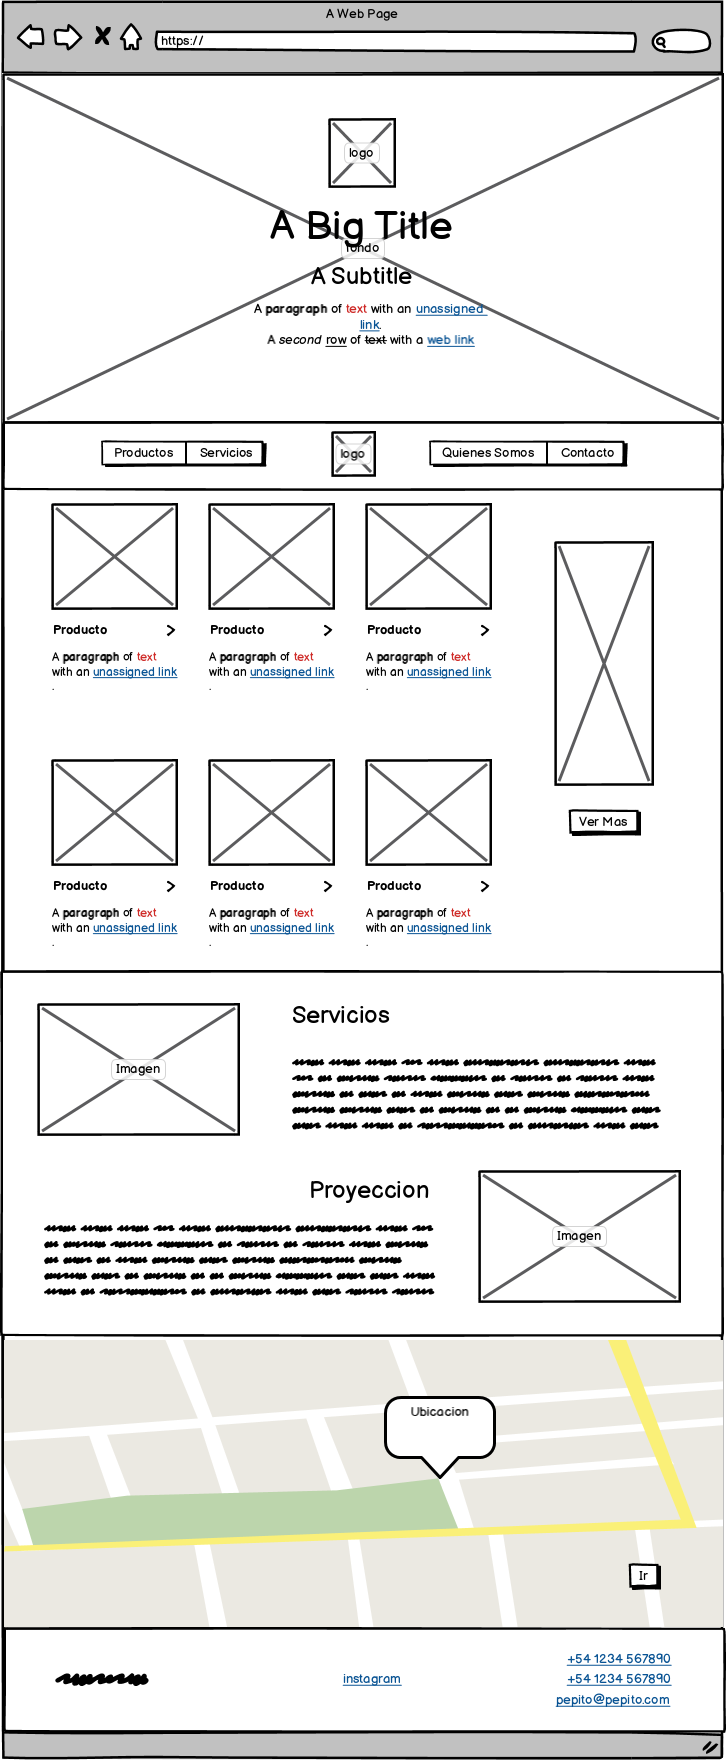 A Web Page
https://
logo
A Big Title
fondo
A Subtitle
A paragraph of text with an unassigned
link.
A second row of text with a web link
Productos Servicios logo Quienes Somos Contacto
Producto > Producto > Producto >
A paragraph of text A paragraph of text A paragraph of text
with an unassigned link with an unassigned link with an unassigned link
. . .
Ver Mas
Producto > Producto > Producto >
A paragraph of text A paragraph of text A paragraph of text
with an unassigned link with an unassigned link with an unassigned link
. . .
Servicios
Imagen
Proyeccion
Imagen
Ubicacion
Ir
+54 1234 567890
instagram +54 1234 567890
pepito@pepito.com